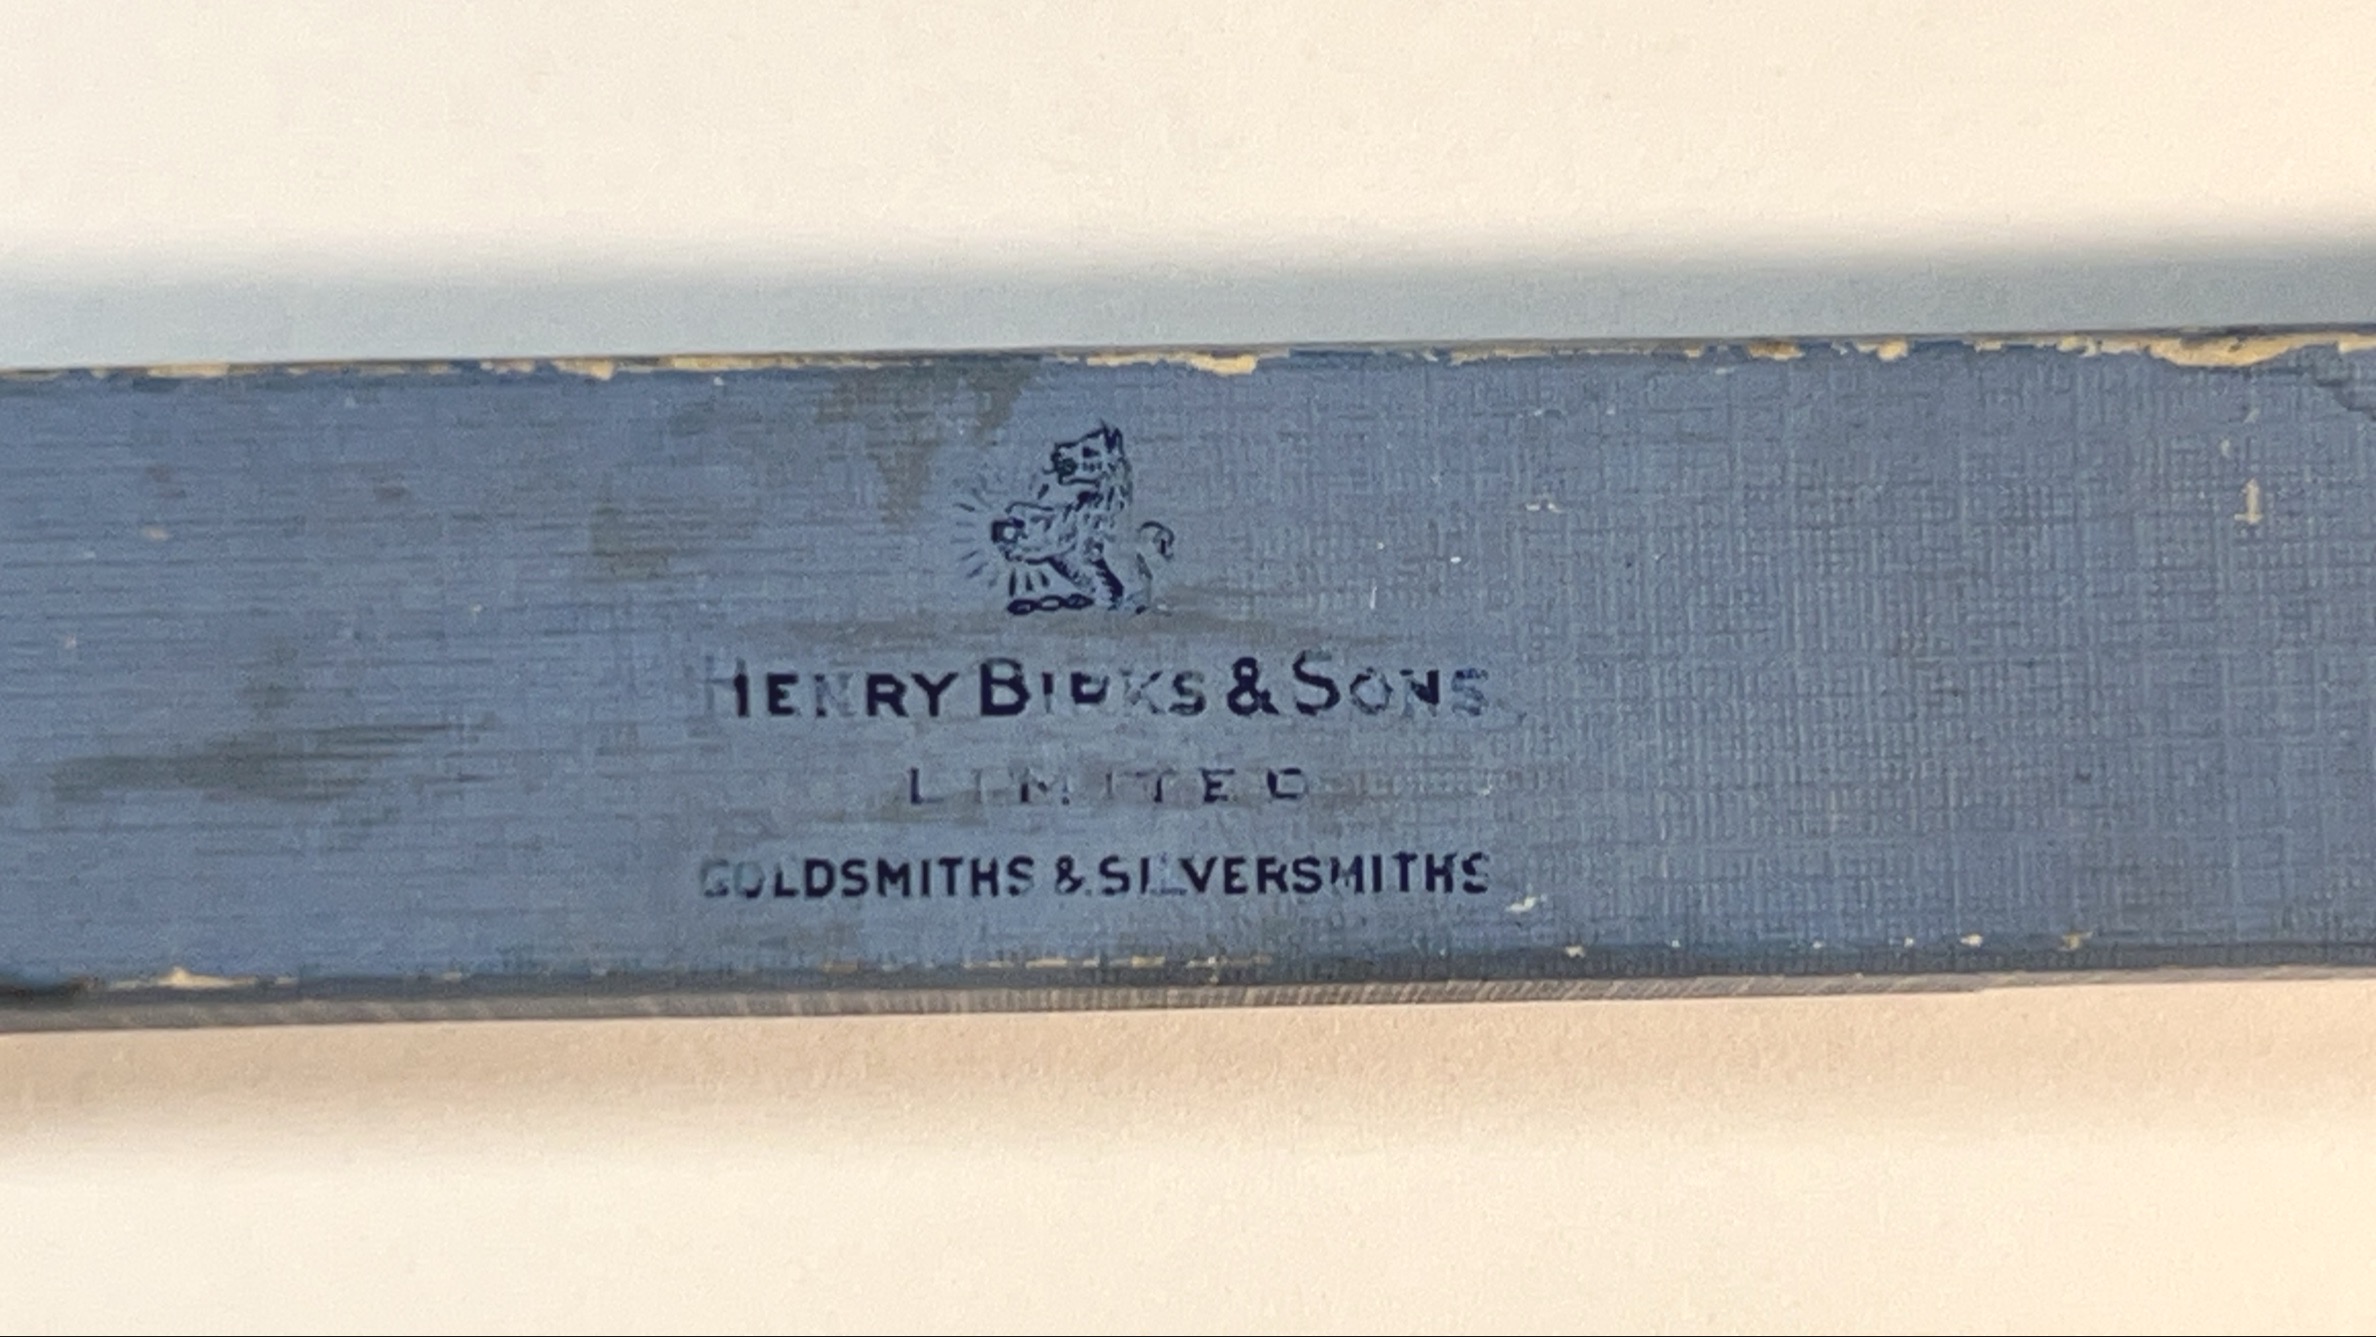 HENRY BIRKS & SONS
LIMITED
GOLDSMITHS & SILVERSMITHS